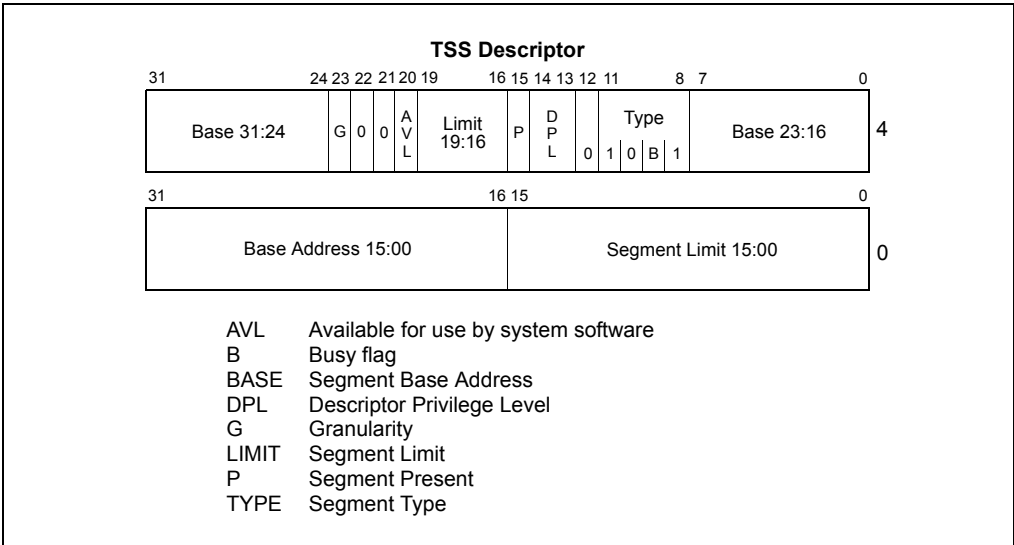 TSS Descriptor
31 24 23 22 21 20 19 16 15 14 13 12 11 8 7 0
Base 31:24 G 0 0 A V L Limit 19:16 P D P L 0 Type 1 0 B 1 Base 23:16 4
31 16 15 0
Base Address 15:00 Segment Limit 15:00 0
AVL Available for use by system software
B Busy flag
BASE Segment Base Address
DPL Descriptor Privilege Level
G Granularity
LIMIT Segment Limit
P Segment Present
TYPE Segment Type